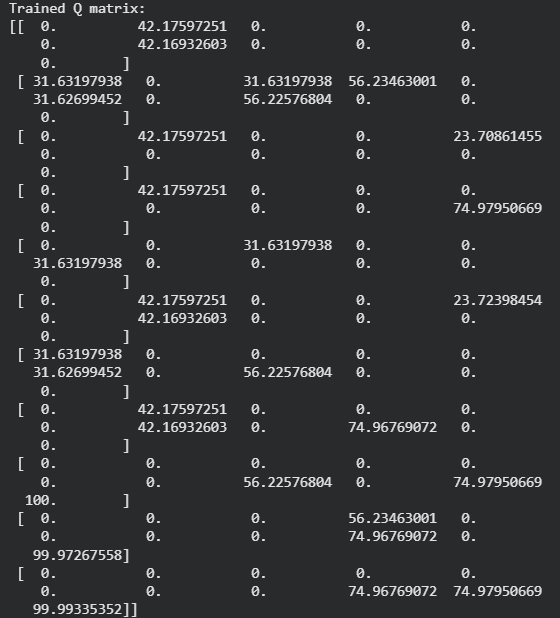 Trained Q matrix:
[[  0.          42.17597251   0.           0.           0.
    0.          42.16932603   0.           0.           0.
    0.        ]
 [ 31.63197938   0.          31.63197938  56.23463001   0.
   31.62699452   0.          56.22576804   0.           0.
    0.        ]
 [  0.          42.17597251   0.           0.          23.70861455
    0.           0.           0.           0.           0.
    0.        ]
 [  0.          42.17597251   0.           0.           0.
    0.           0.           0.           0.          74.97950669
    0.        ]
 [  0.           0.          31.63197938   0.           0.
   31.63197938   0.           0.           0.           0.
    0.        ]
 [  0.          42.17597251   0.           0.          23.72398454
    0.          42.16932603   0.           0.           0.
    0.        ]
 [ 31.63197938   0.           0.           0.           0.
   31.62699452   0.          56.22576804   0.           0.
    0.        ]
 [  0.          42.17597251   0.           0.           0.
    0.          42.16932603   0.          74.96769072   0.
    0.        ]
 [  0.           0.           0.           0.           0.
    0.           0.          56.22576804   0.          74.97950669
  100.        ]
 [  0.           0.           0.          56.23463001   0.
    0.           0.           0.          74.96769072   0.
   99.97267558]
 [  0.           0.           0.           0.           0.
    0.           0.           0.          74.96769072  74.97950669
   99.99335352]]